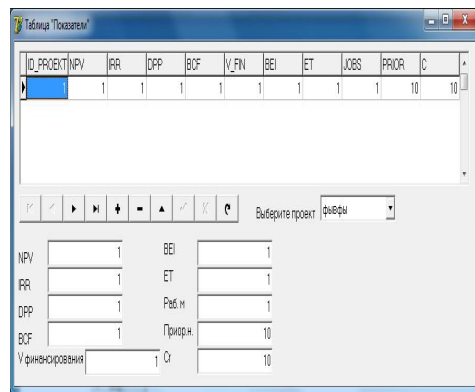 Таблица "Показатели"
ID_PROEKT NPV IRR DPP BCF V_FIN BEI ET JOBS PRIOR C
1 1 1 1 1 1 1 1 1 10 10
Выберите проект фывфы
NPV 1 BEI 1
IRR 1 ET 1
DPP 1 Раб. м 1
BCF 1 Приор.н. 10
V финансирования 1 Cr 10